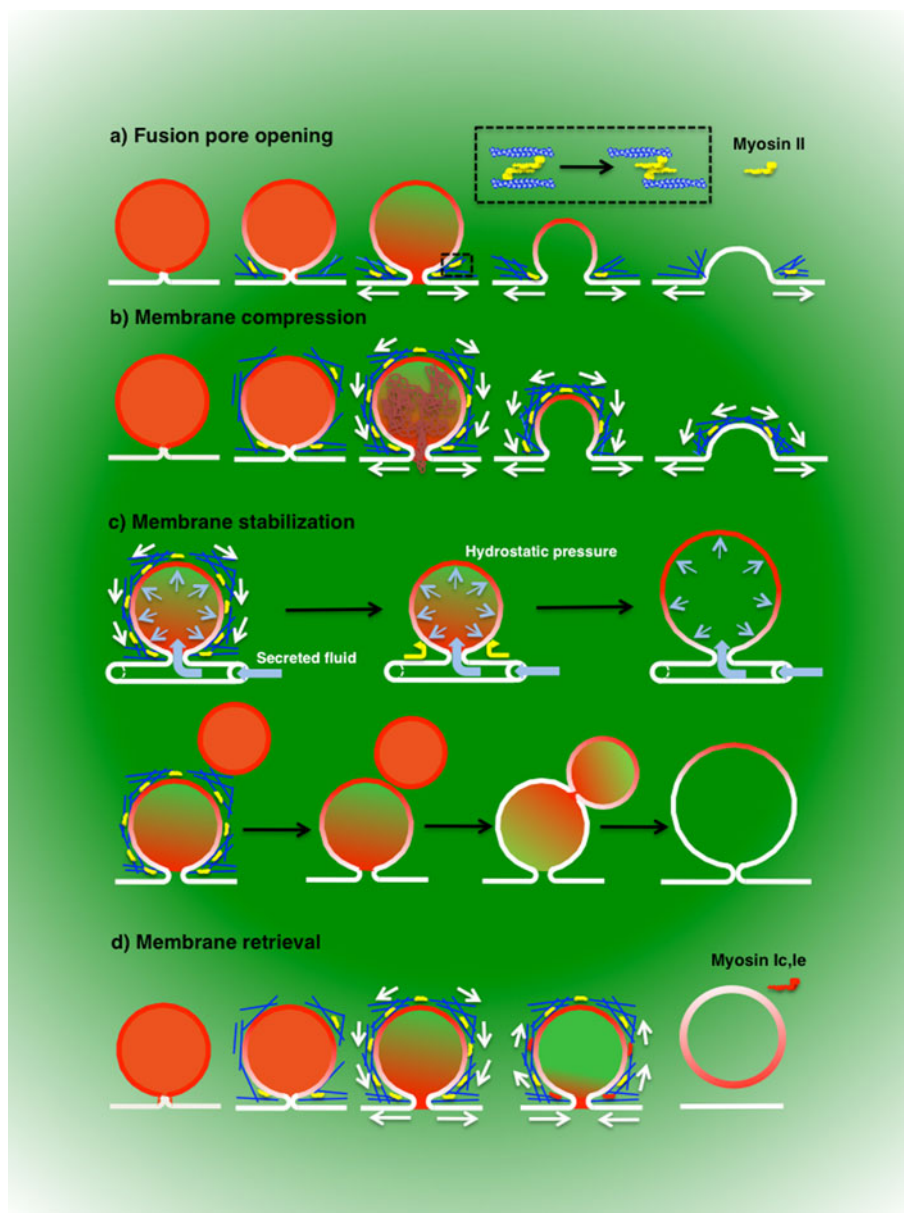 a) Fusion pore opening
Myosin II
b) Membrane compression
c) Membrane stabilization
Hydrostatic pressure
Secreted fluid
d) Membrane retrieval
Myosin Ic,Ie